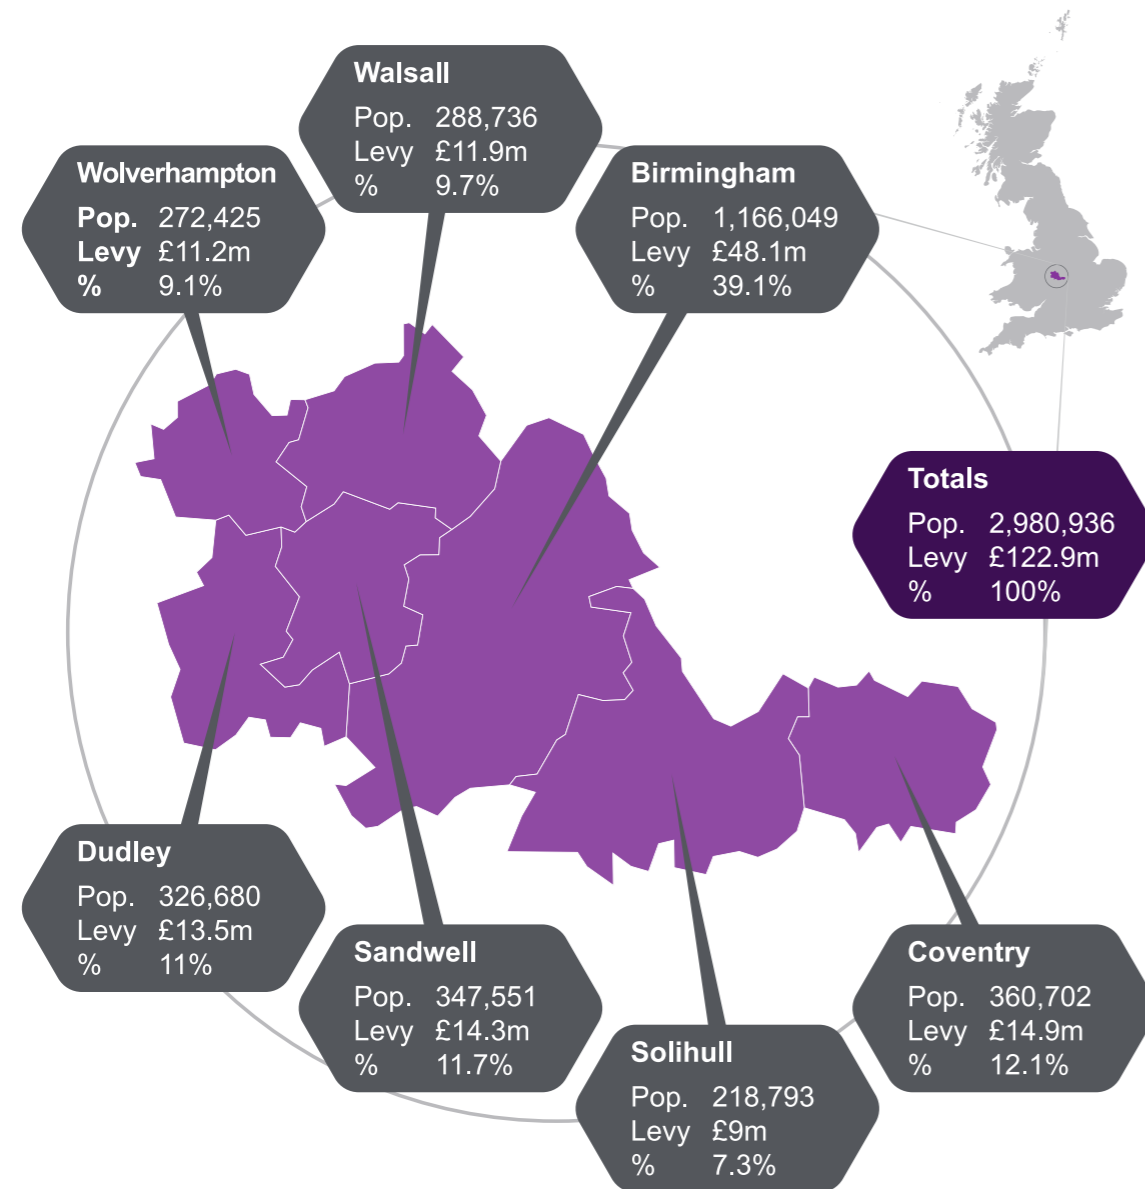 Walsall
Pop. 288,736
Levy £11.9m
% 9.7%
Wolverhampton
Pop. 272,425
Levy £11.2m
% 9.1%
Birmingham
Pop. 1,166,049
Levy £48.1m
% 39.1%
Totals
Pop. 2,980,936
Levy £122.9m
% 100%
Dudley
Pop. 326,680
Levy £13.5m
% 11%
Sandwell
Pop. 347,551
Levy £14.3m
% 11.7%
Solihull
Pop. 218,793
Levy £9m
% 7.3%
Coventry
Pop. 360,702
Levy £14.9m
% 12.1%